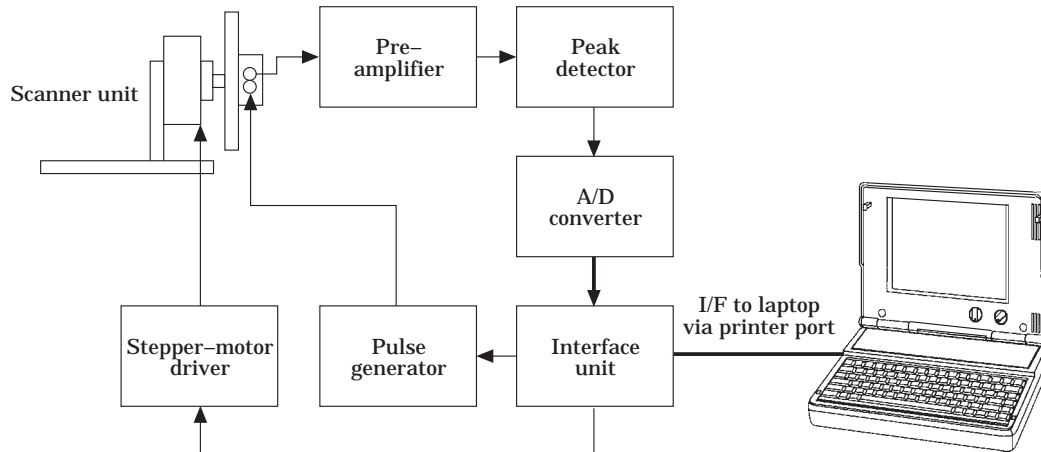 Scanner unit
Pre–
amplifier
Peak
detector
A/D
converter
I/F to laptop
via printer port
Stepper–motor
driver
Pulse
generator
Interface
unit